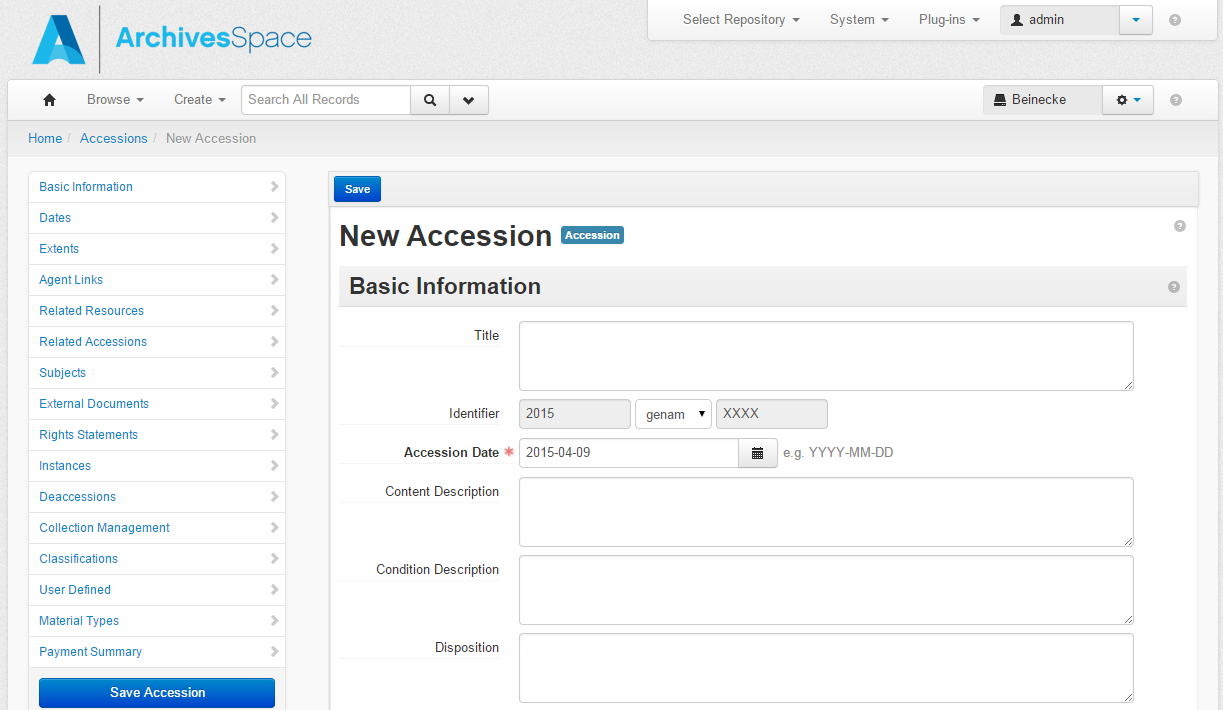 ArchivesSpace
Select Repository System Plug-ins admin
Browse Create Search All Records Beinecke
Home / Accessions / New Accession
Basic Information
Dates
Extents
Agent Links
Related Resources
Related Accessions
Subjects
External Documents
Rights Statements
Instances
Deaccessions
Collection Management
Classifications
User Defined
Material Types
Payment Summary
Save Accession
Save
New Accession Accession
Basic Information
Title
Identifier 2015 genam XXXX
Accession Date * 2015-04-09 e.g. YYYY-MM-DD
Content Description
Condition Description
Disposition